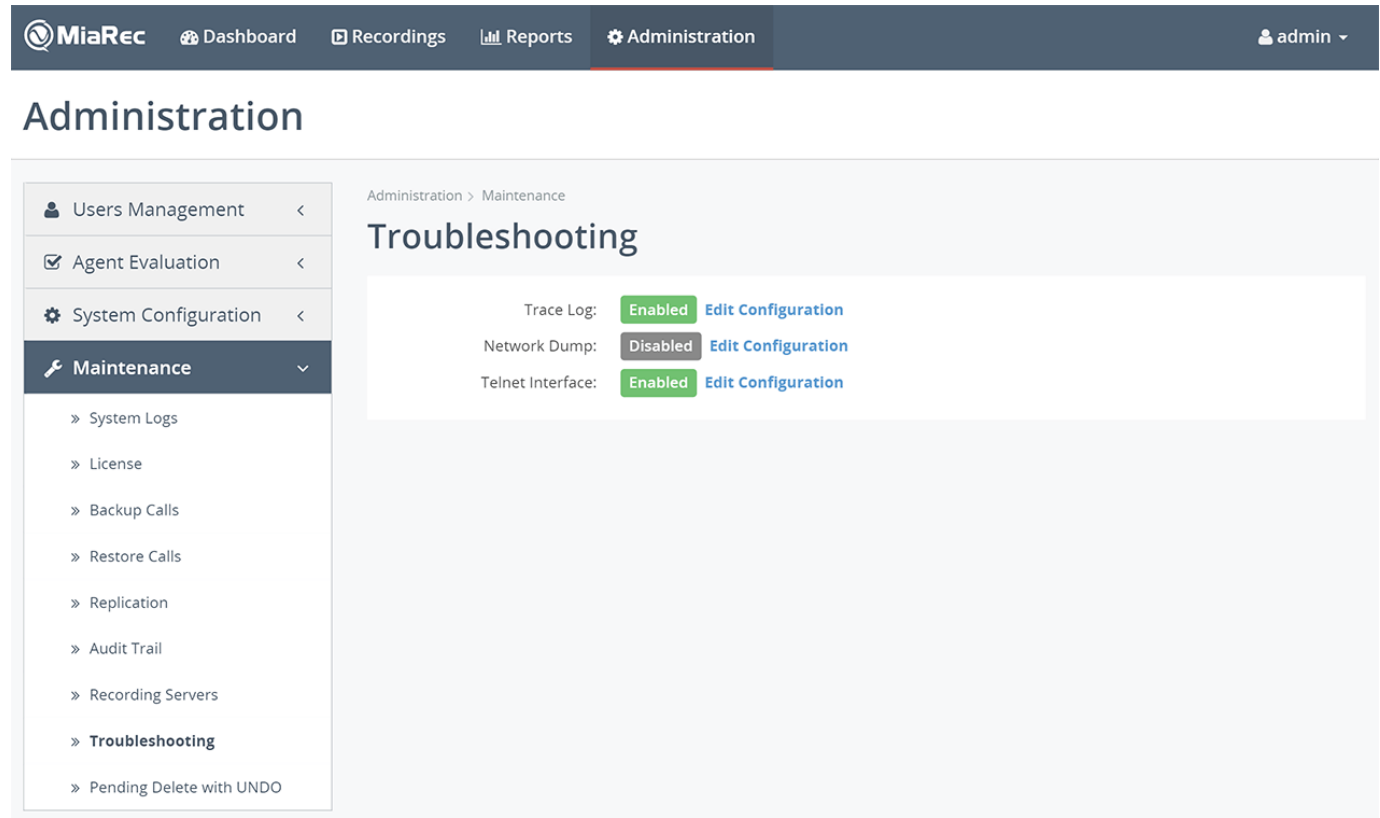 MiaRec Dashboard Recordings Reports Administration admin
Administration
Users Management
Agent Evaluation
System Configuration
Maintenance
System Logs
License
Backup Calls
Restore Calls
Replication
Audit Trail
Recording Servers
Troubleshooting
Pending Delete with UNDO
Administration > Maintenance
Troubleshooting
Trace Log: Enabled Edit Configuration
Network Dump: Disabled Edit Configuration
Telnet Interface: Enabled Edit Configuration